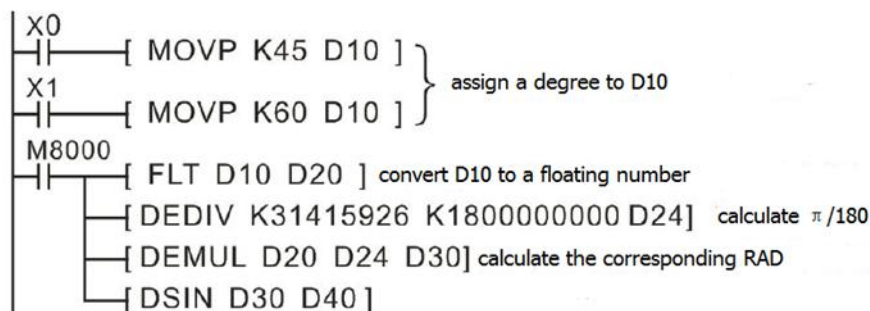 X0
[ MOVP K45 D10 ]
assign a degree to D10
X1
[ MOVP K60 D10 ]
M8000
[ FLT D10 D20 ] convert D10 to a floating number
[ DEDIV K31415926 K1800000000 D24] calculate π/180
[ DEMUL D20 D24 D30] calculate the corresponding RAD
[ DSIN D30 D40 ]